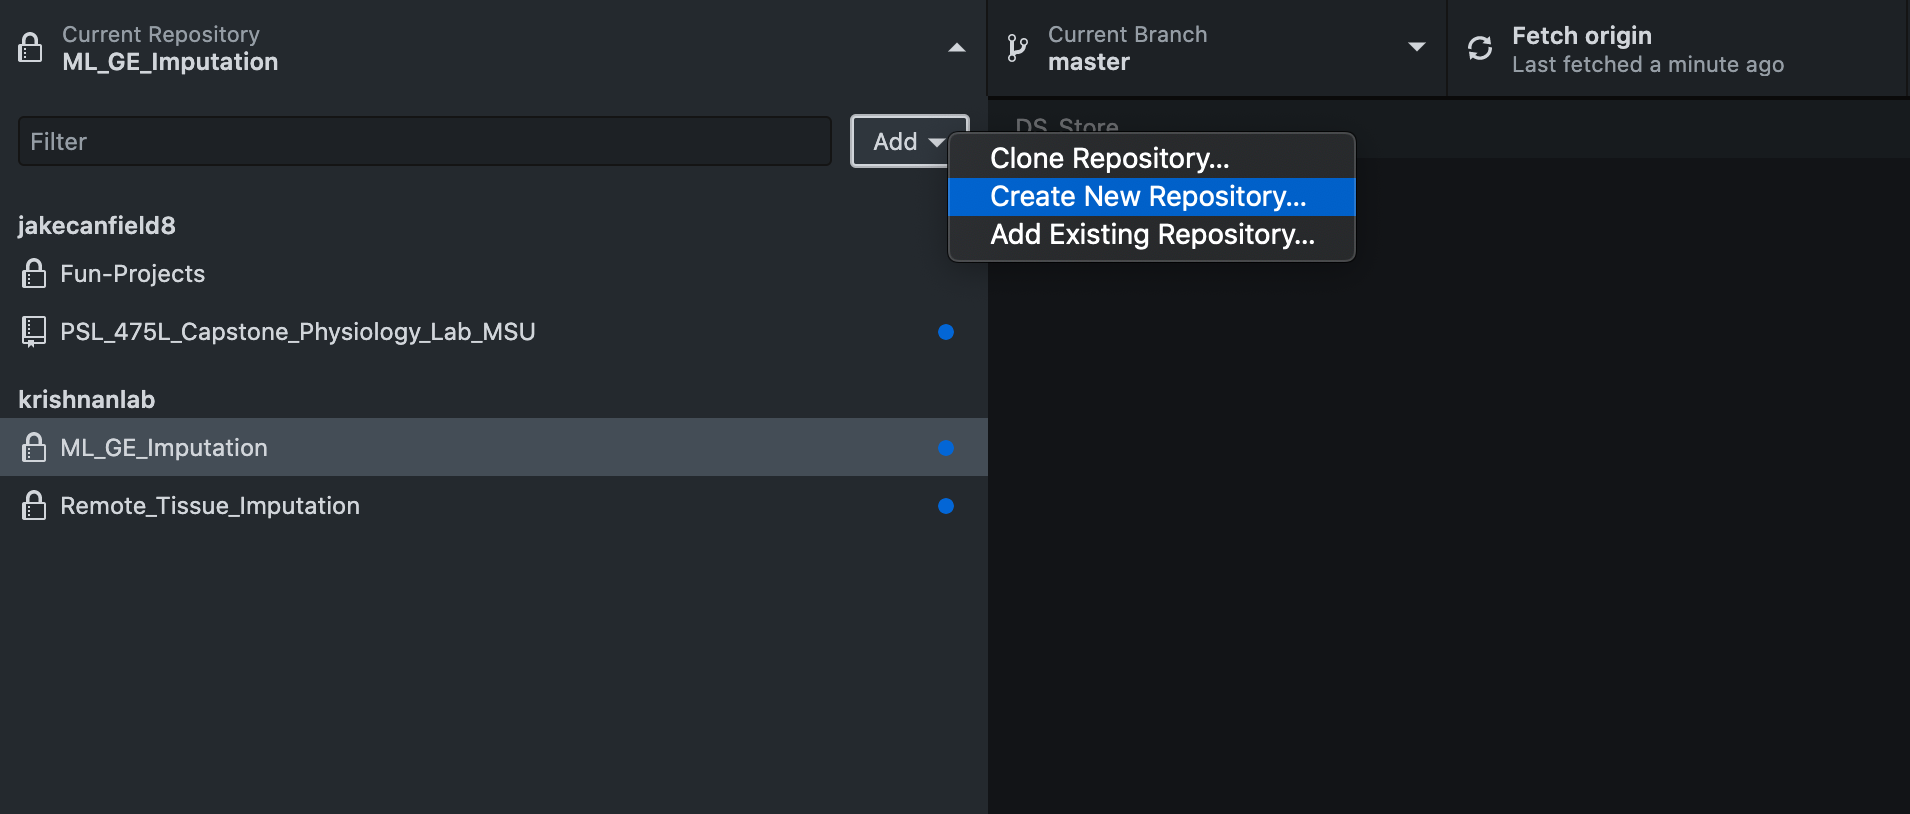 Current Repository
ML_GE_Imputation
Current Branch
master
Fetch origin
Last fetched a minute ago
Filter
Add
DS_Store
Clone Repository...
Create New Repository...
Add Existing Repository...
jakecanfield8
Fun-Projects
PSL_475L_Capstone_Physiology_Lab_MSU
krishnanlab
ML_GE_Imputation
Remote_Tissue_Imputation